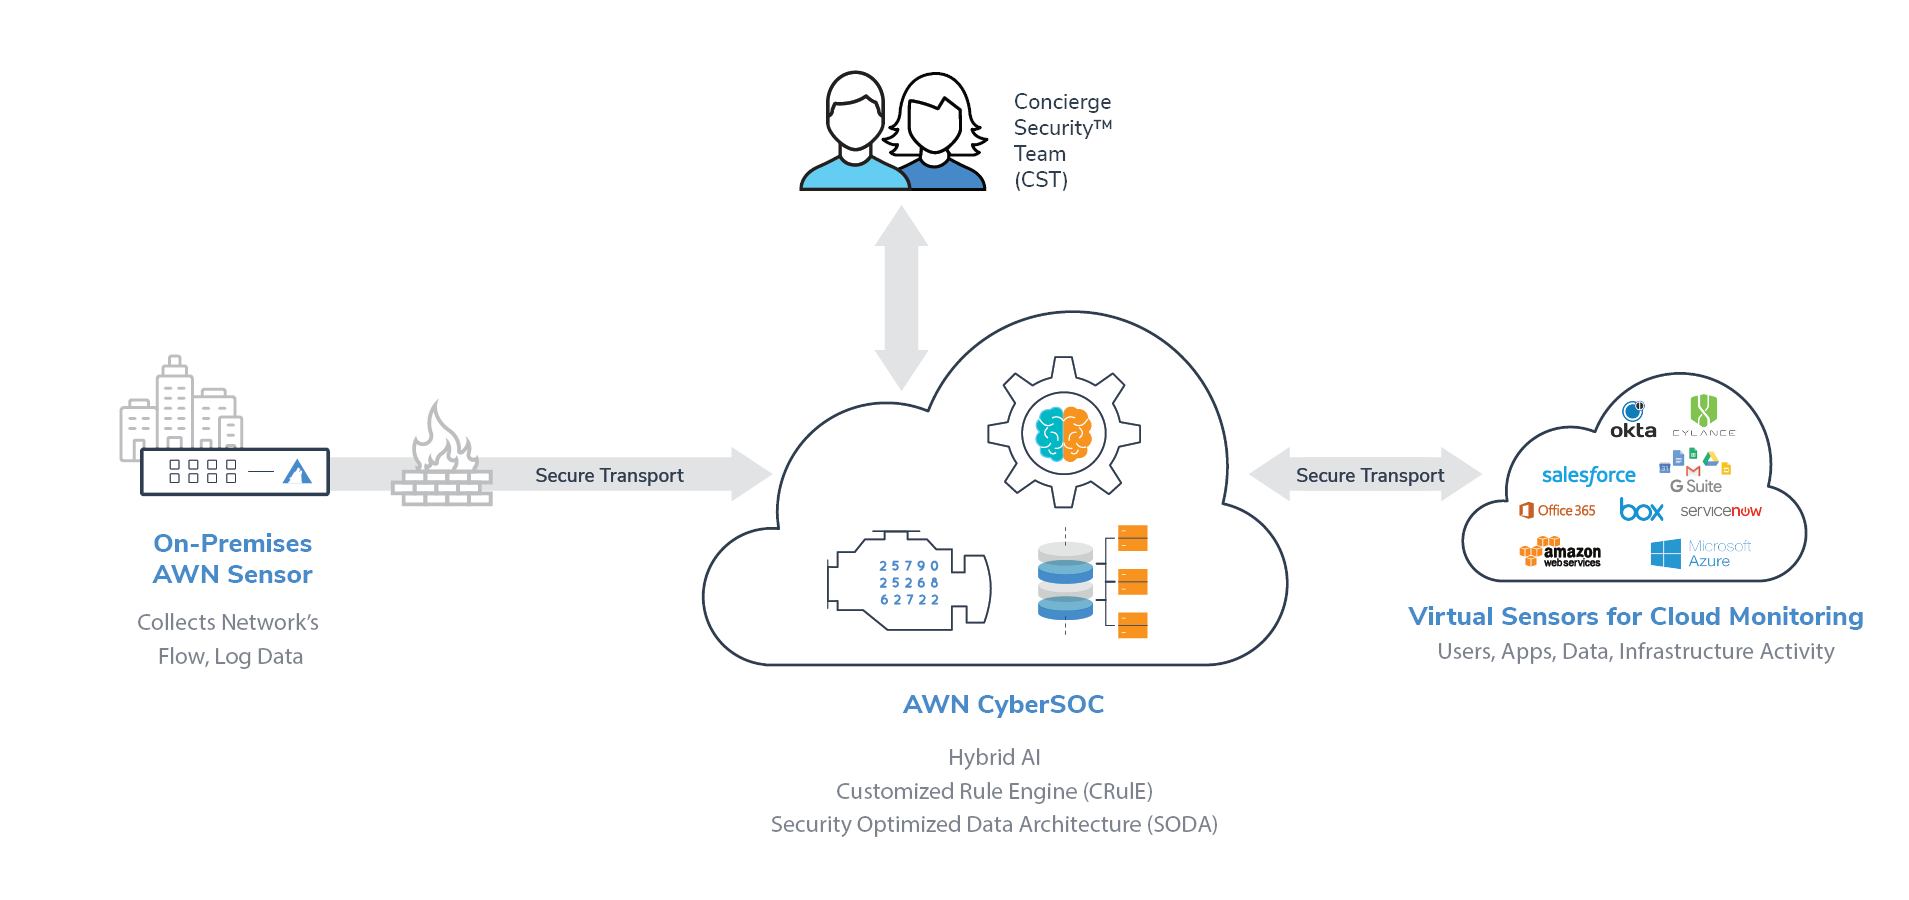 Concierge
Security™
Team
(CST)
Secure Transport
Secure Transport
On-Premises
AWN Sensor
Collects Network’s
Flow, Log Data
2 5 7 9 0
2 5 2 6 8
6 2 7 2 2
okta
CYLANCE
salesforce
31
G Suite
Office 365
box
servicenow
amazon
web services
Microsoft
Azure
Virtual Sensors for Cloud Monitoring
Users, Apps, Data, Infrastructure Activity
AWN CyberSOC
Hybrid AI
Customized Rule Engine (CRulE)
Security Optimized Data Architecture (SODA)